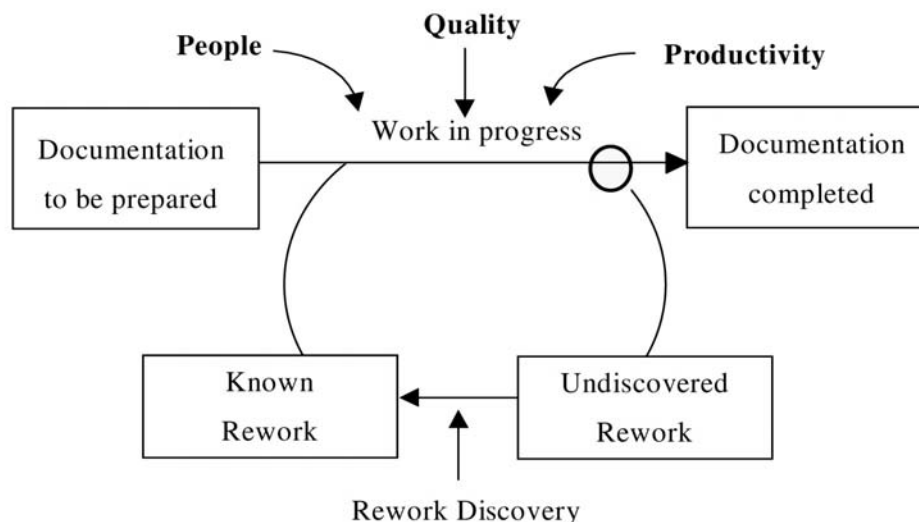 Quality
People
Productivity
Work in progress
Documentation
to be prepared
Documentation
completed
Known
Rework
Undiscovered
Rework
Rework Discovery